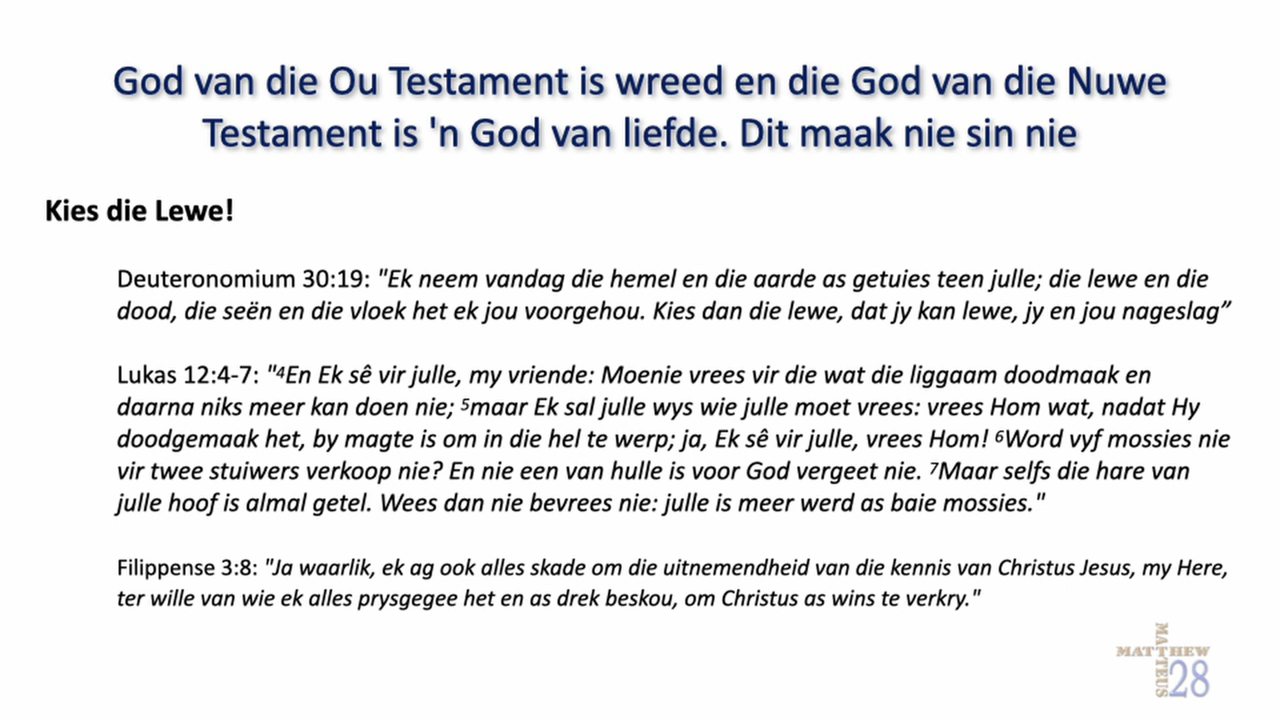 God van die Ou Testament is wreed en die God van die Nuwe
Testament is 'n God van liefde. Dit maak nie sin nie
Kies die Lewe!
Deuteronomium 30:19: "Ek neem vandag die hemel en die aarde as getuies teen julle; die lewe en die
dood, die seën en die vloek het ek jou voorgehou. Kies dan die lewe, dat jy kan lewe, jy en jou nageslag”
Lukas 12:4-7: "⁴En Ek sê vir julle, my vriende: Moenie vrees vir die wat die liggaam doodmaak en
daarna niks meer kan doen nie; ⁵maar Ek sal julle wys wie julle moet vrees: vrees Hom wat, nadat Hy
doodgemaak het, by magte is om in die hel te werp; ja, Ek sê vir julle, vrees Hom! ⁶Word vyf mossies nie
vir twee stuiwers verkoop nie? En nie een van hulle is voor God vergeet nie. ⁷Maar selfs die hare van
julle hoof is almal getel. Wees dan nie bevrees nie: julle is meer werd as baie mossies."
Filippense 3:8: "Ja waarlik, ek ag ook alles skade om die uitnemendheid van die kennis van Christus Jesus, my Here,
ter wille van wie ek alles prysgegee het en as drek beskou, om Christus as wins te verkry."
MATTHEW
MATTEUS
28